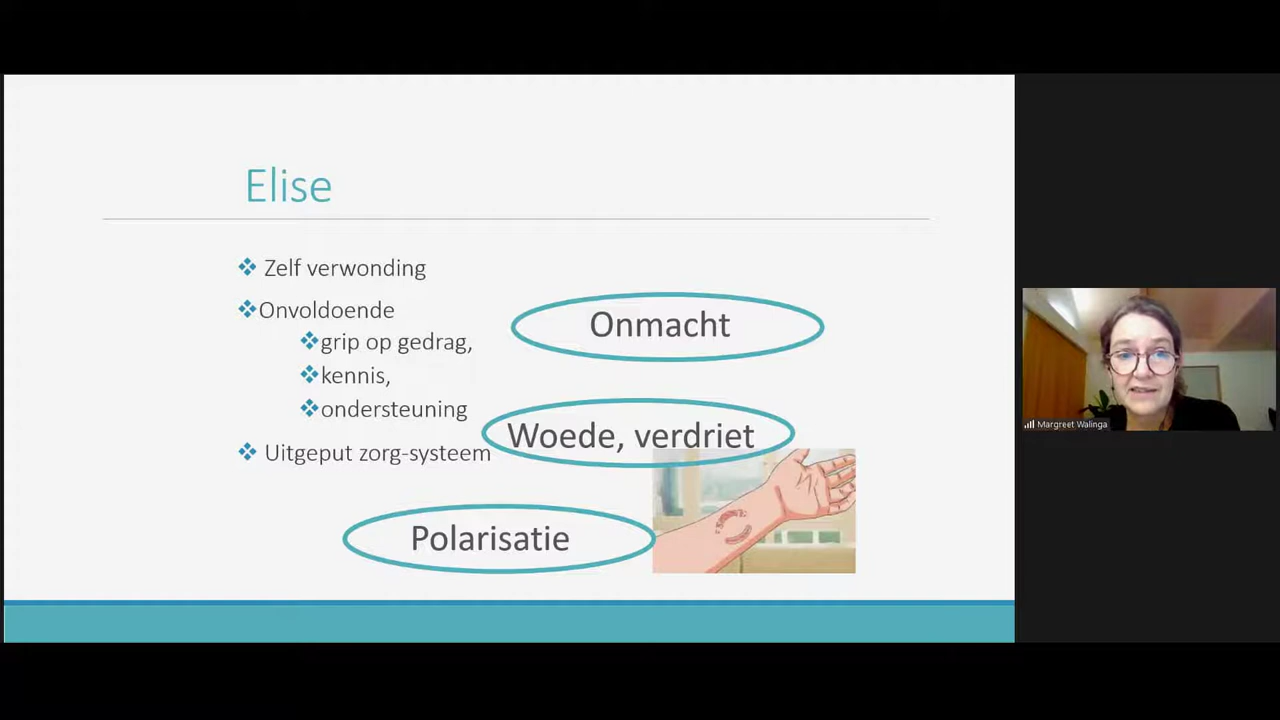 Elise
Zelf verwonding
Onvoldoende
grip op gedrag,
kennis,
ondersteuning
Uitgeput zorg-systeem
Onmacht
Woede, verdriet
Polarisatie
Margreet Walinga